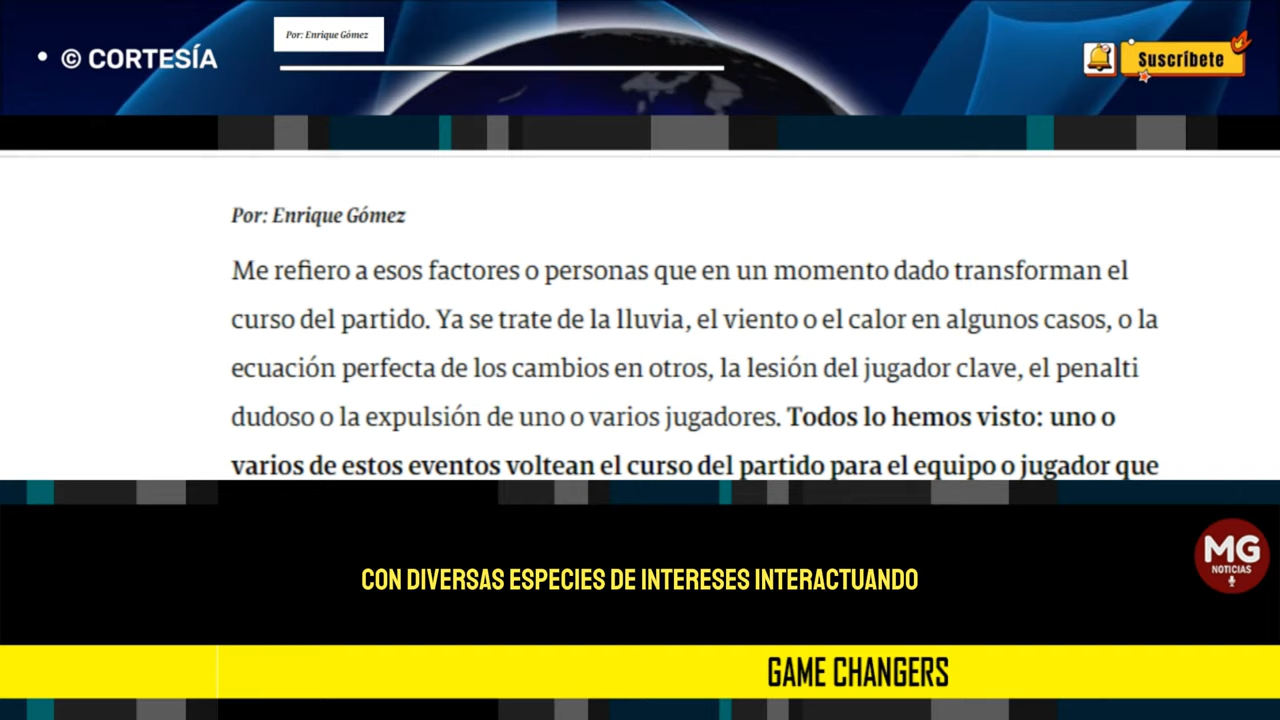 Por: Enrique Gómez
• © CORTESÍA
Suscríbete
Por: Enrique Gómez
Me refiero a esos factores o personas que en un momento dado transforman el
curso del partido. Ya se trate de la lluvia, el viento o el calor en algunos casos, o la
ecuación perfecta de los cambios en otros, la lesión del jugador clave, el penalti
dudoso o la expulsión de uno o varios jugadores. Todos lo hemos visto: uno o
varios de estos eventos voltean el curso del partido para el equipo o jugador que
MG
NOTICIAS
CON DIVERSAS ESPECIES DE INTERESES INTERACTUANDO
GAME CHANGERS